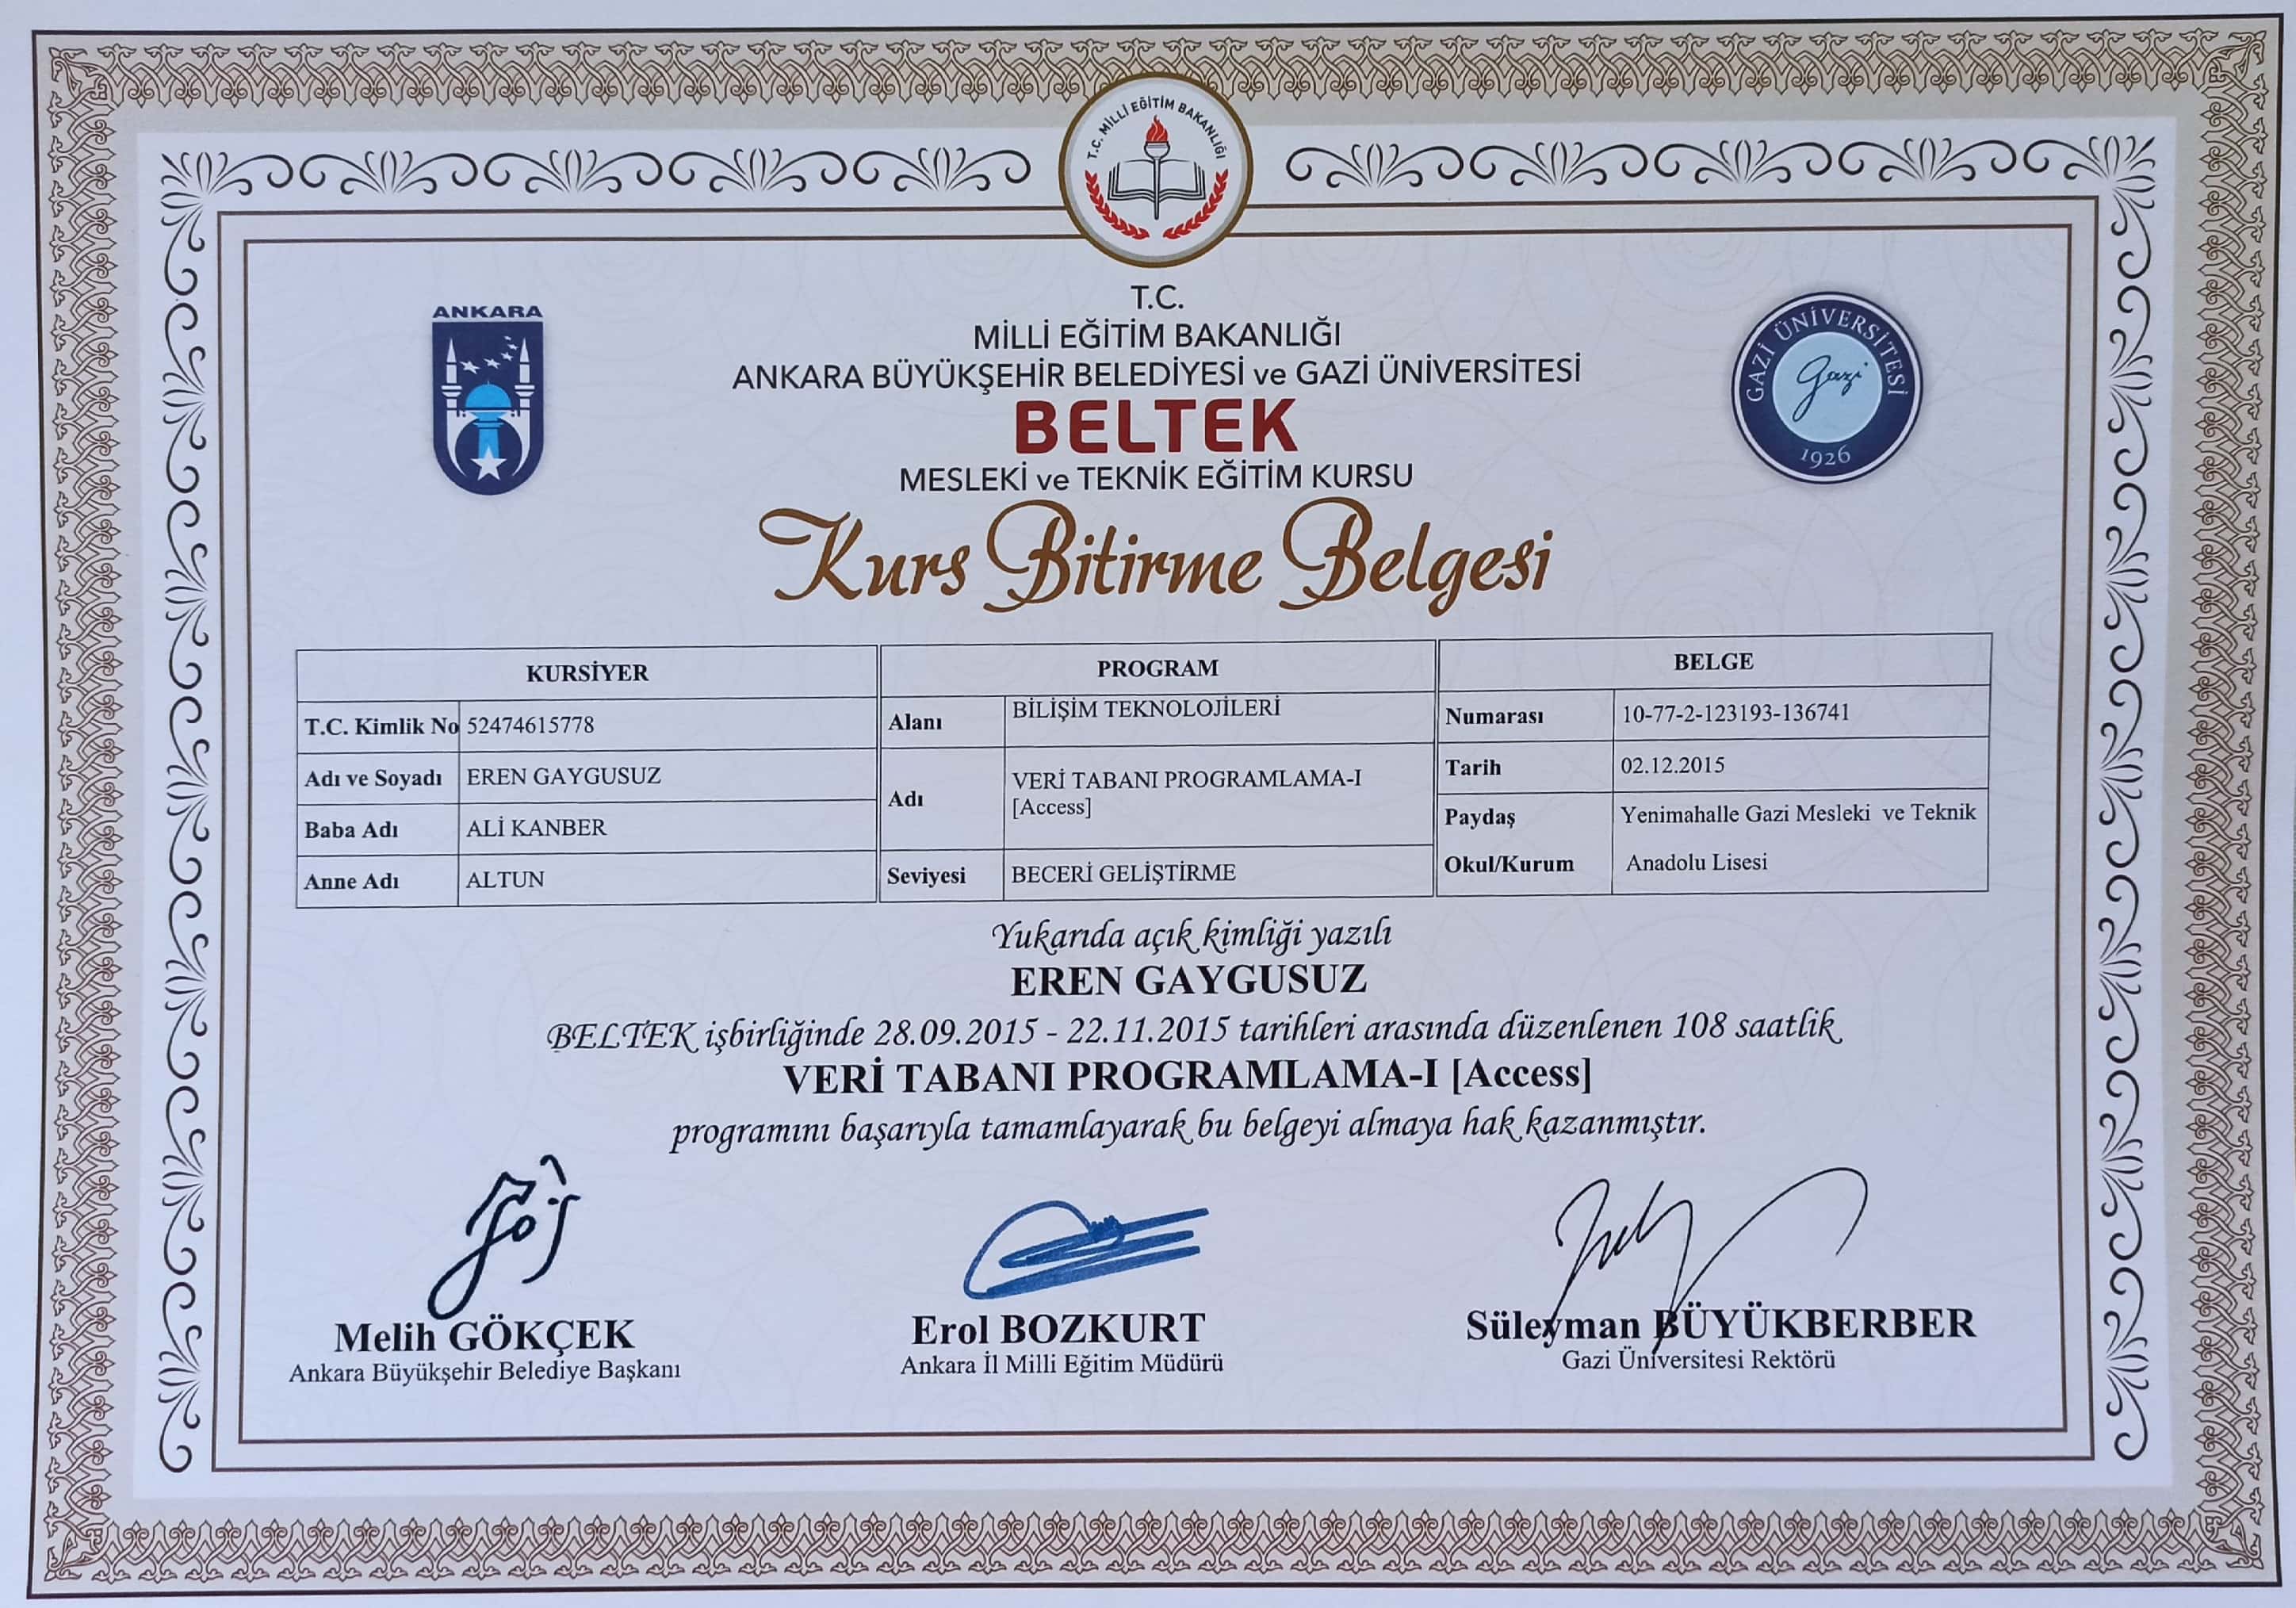 T.C. MİLLİ EĞİTİM BAKANLIĞI
ANKARA
GAZİ ÜNİVERSİTESİ
Gazi
1926
T.C.
MİLLİ EĞİTİM BAKANLIĞI
ANKARA BÜYÜKŞEHİR BELEDİYESİ ve GAZİ ÜNİVERSİTESİ
BELTEK
MESLEKİ ve TEKNİK EĞİTİM KURSU
Kurs Bitirme Belgesi
KURSİYER
T.C. Kimlik No 52474615778
Adı ve Soyadı EREN GAYGUSUZ
Baba Adı ALİ KANBER
Anne Adı ALTUN
PROGRAM
Alanı BİLİŞİM TEKNOLOJİLERİ
Adı VERİ TABANI PROGRAMLAMA-I
[Access]
Seviyesi BECERİ GELİŞTİRME
BELGE
Numarası 10-77-2-123193-136741
Tarih 02.12.2015
Paydaş Yenimahalle Gazi Mesleki ve Teknik
Okul/Kurum Anadolu Lisesi
Yukarıda açık kimliği yazılı
EREN GAYGUSUZ
BELTEK işbirliğinde 28.09.2015 - 22.11.2015 tarihleri arasında düzenlenen 108 saatlik
VERİ TABANI PROGRAMLAMA-I [Access]
programını başarıyla tamamlayarak bu belgeyi almaya hak kazanmıştır.
Melih GÖKÇEK
Ankara Büyükşehir Belediye Başkanı
Erol BOZKURT
Ankara İl Milli Eğitim Müdürü
Süleyman BÜYÜKBERBER
Gazi Üniversitesi Rektörü